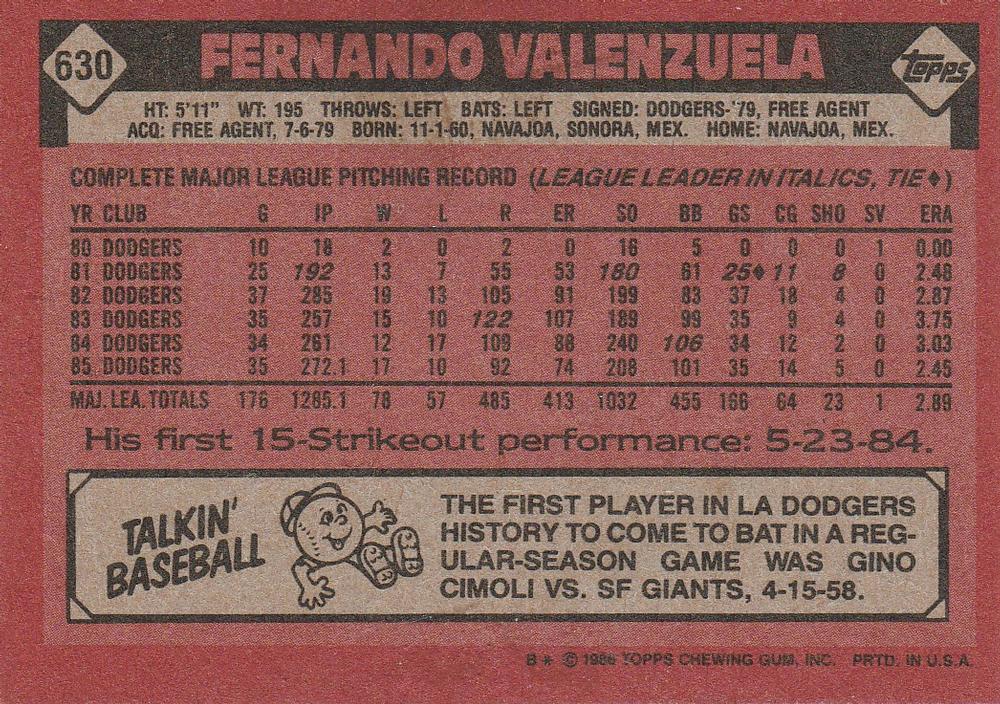 630
FERNANDO VALENZUELA
Topps
HT: 5'11" WT: 195 THROWS: LEFT BATS: LEFT SIGNED: DODGERS-'79, FREE AGENT
ACQ: FREE AGENT, 7-6-79 BORN: 11-1-60, NAVAJOA, SONORA, MEX. HOME: NAVAJOA, MEX.
COMPLETE MAJOR LEAGUE PITCHING RECORD (LEAGUE LEADER IN ITALICS, TIE♦)
YR CLUB G IP W L R ER SO BB GS CG SHO SV ERA
80 DODGERS 10 18 2 0 2 0 16 5 0 0 0 1 0.00
81 DODGERS 25 192 13 7 55 53 180 61 25♦ 11 8 0 2.48
82 DODGERS 37 285 19 13 105 91 199 83 37 18 4 0 2.87
83 DODGERS 35 257 15 10 122 107 189 99 35 9 4 0 3.75
84 DODGERS 34 261 12 17 109 88 240 106 34 12 2 0 3.03
85 DODGERS 35 272.1 17 10 92 74 208 101 35 14 5 0 2.45
MAJ. LEA. TOTALS 176 1285.1 78 57 485 413 1032 455 166 64 23 1 2.89
His first 15-Strikeout performance: 5-23-84.
TALKIN'
BASEBALL
THE FIRST PLAYER IN LA DODGERS
HISTORY TO COME TO BAT IN A REG-
ULAR-SEASON GAME WAS GINO
CIMOLI VS. SF GIANTS, 4-15-58.
B * © 1986 TOPPS CHEWING GUM, INC. PRTD. IN U.S.A.